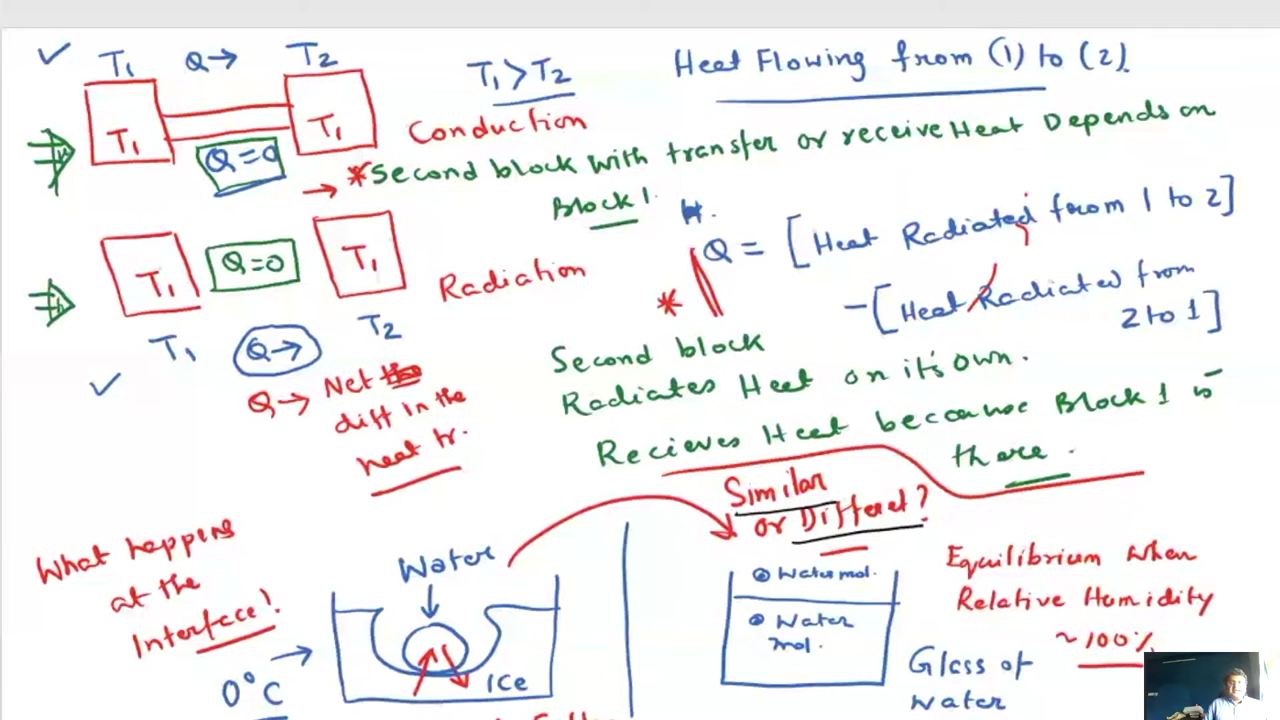 T1 Q→ T2
T1 T1
Q=0
T1>T2
Heat Flowing from (1) to (2).
Conduction
→ *Second block with transfer or receive Heat Depends on
Block 1.
T1 Q=0 T1
T1 Q→ T2
Radiation
Q = [Heat Radiated from 1 to 2]
-[Heat Radiated from
2 to 1]
*
Q→ Net
diff in the
heat tr.
Second block
Radiates Heat on it's own.
Recieves Heat becaouse Block 1 is
there.
What happens
at the
Interface!
0°C
Water
Ice
Similar
or Differet?
Water mol.
Water
mol.
Equilibrium when
Relative Humidity
~100%
Glass of
water